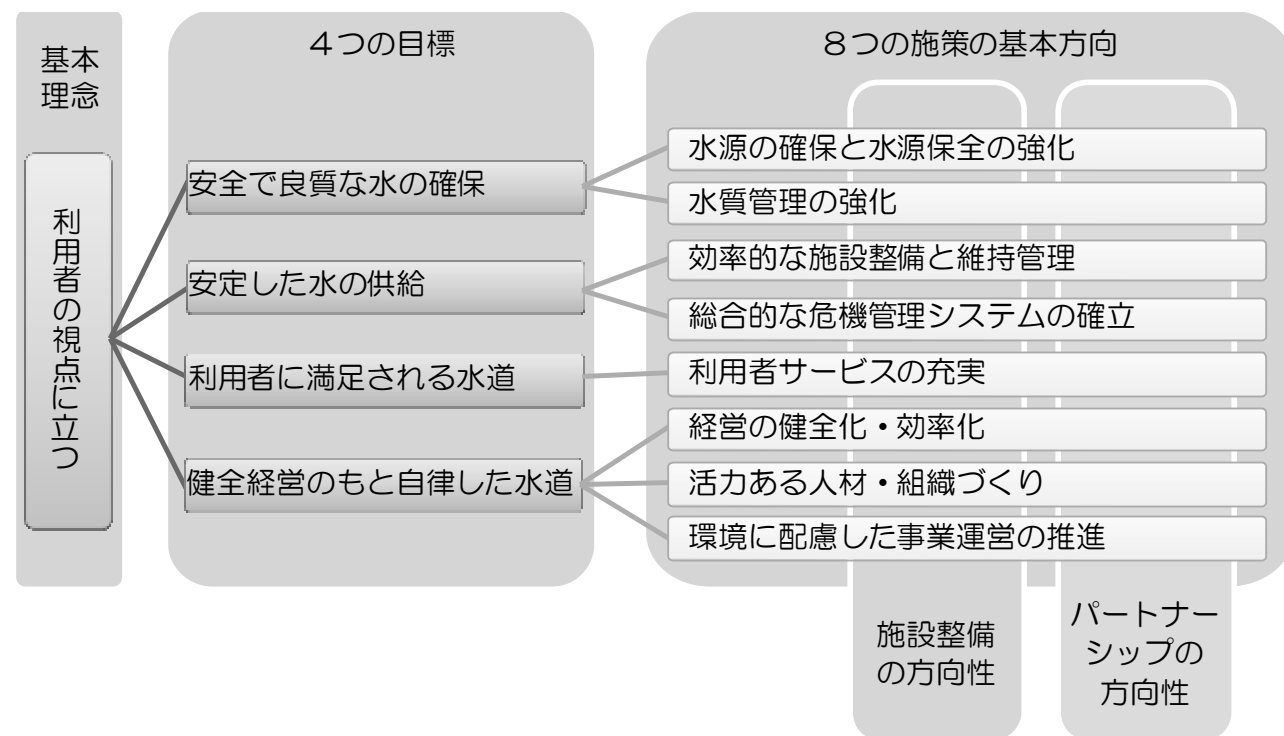 基本
理念
利用者の視点に立つ
４つの目標
安全で良質な水の確保
安定した水の供給
利用者に満足される水道
健全経営のもと自律した水道
８つの施策の基本方向
水源の確保と水源保全の強化
水質管理の強化
効率的な施設整備と維持管理
総合的な危機管理システムの確立
利用者サービスの充実
経営の健全化・効率化
活力ある人材・組織づくり
環境に配慮した事業運営の推進
施設整備
の方向性
パートナー
シップの
方向性